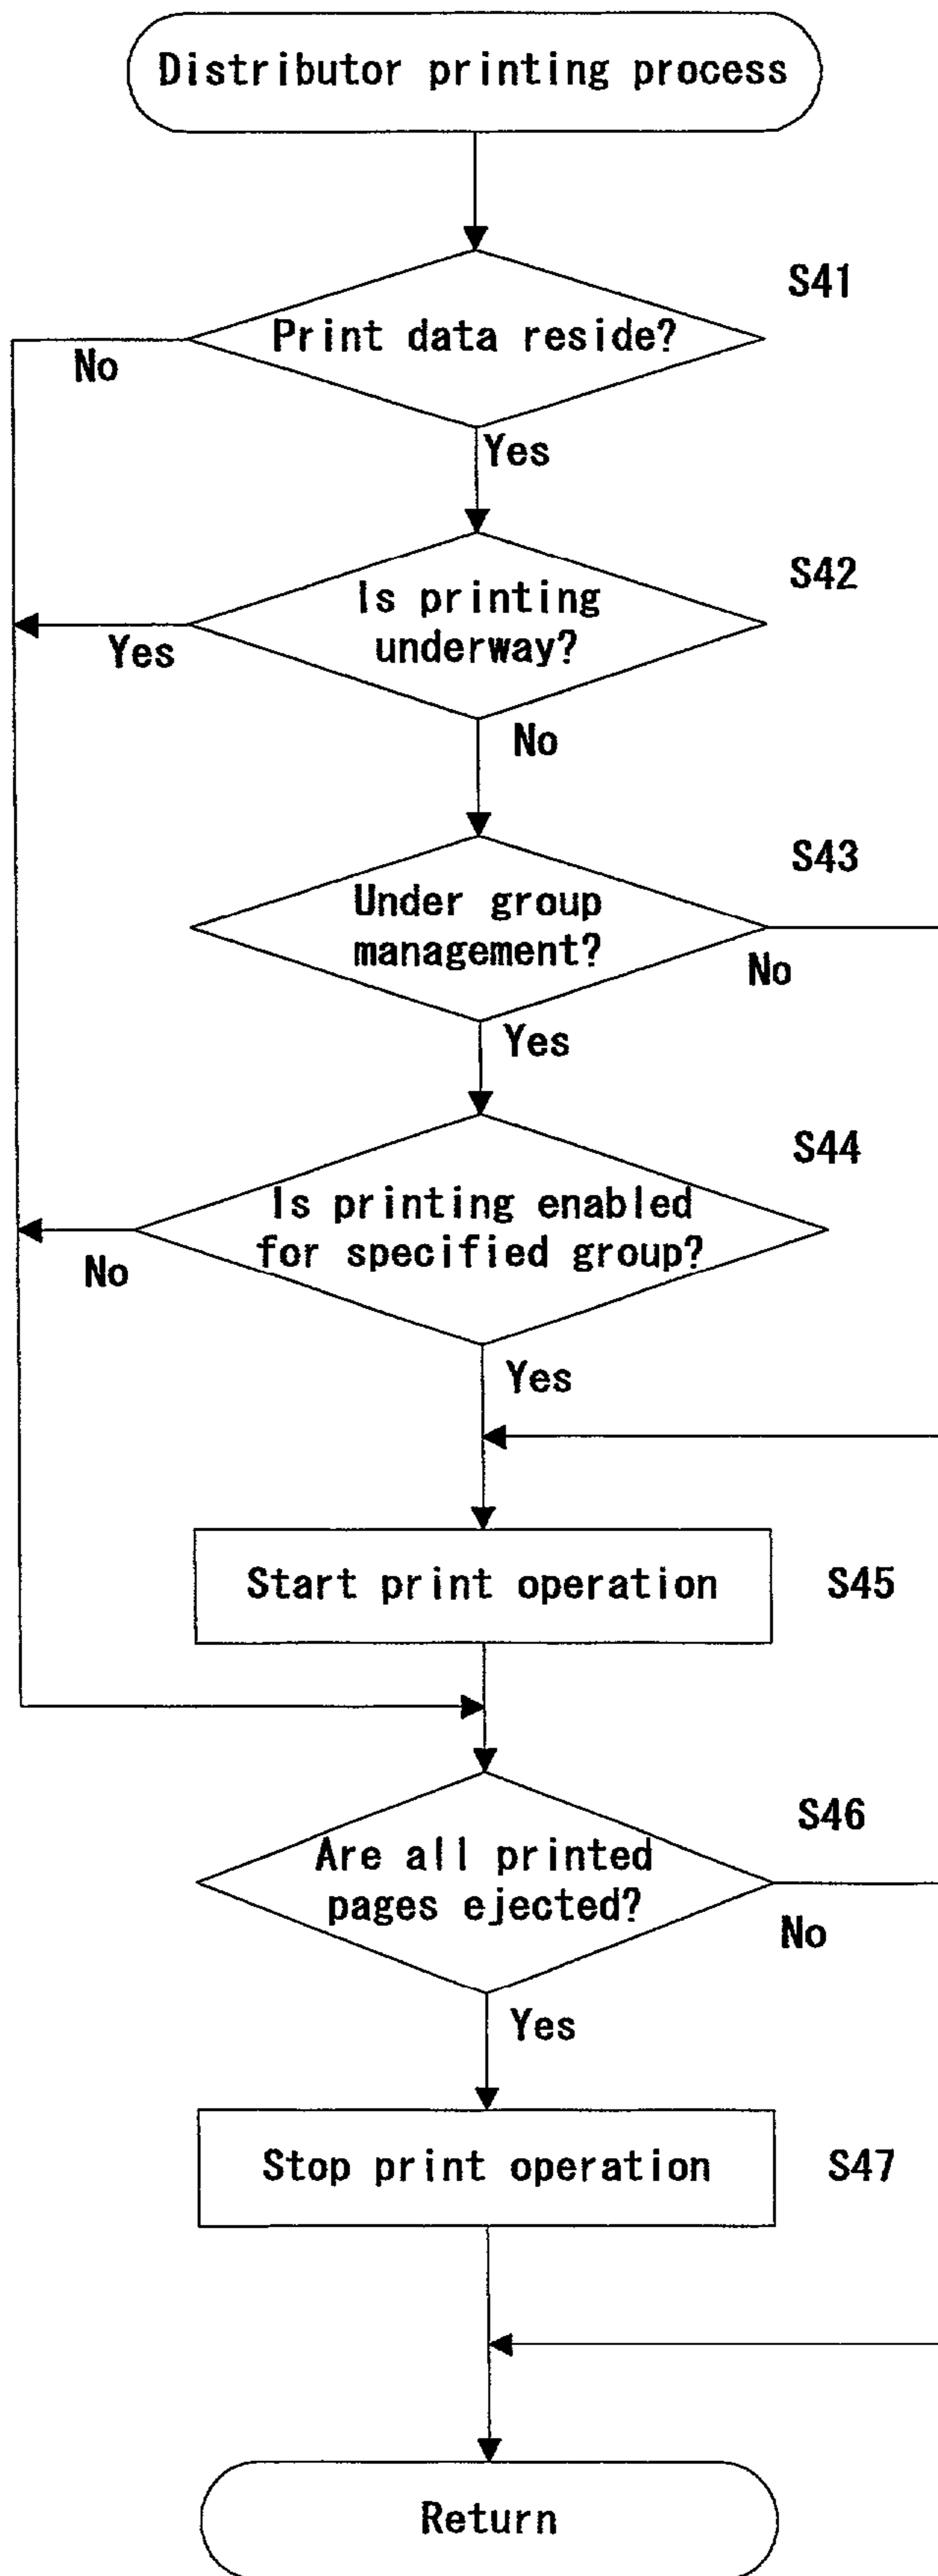 Distributor printing process
S41
Print data reside?
No
Yes
S42
Is printing
underway?
Yes
No
S43
Under group
management?
No
Yes
S44
Is printing enabled
for specified group?
No
Yes
Start print operation
S45
S46
Are all printed
pages ejected?
No
Yes
Stop print operation
S47
Return